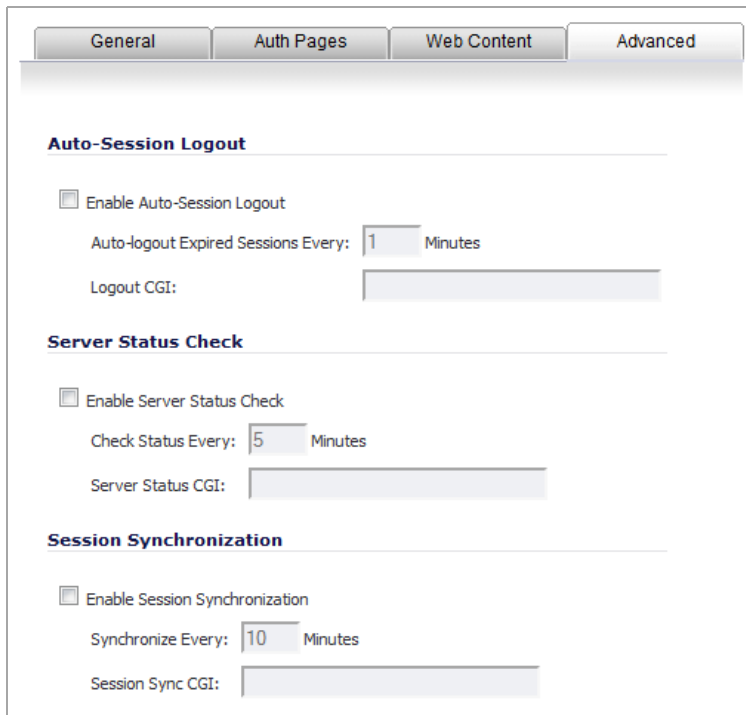 General Auth Pages Web Content Advanced
Auto-Session Logout
Enable Auto-Session Logout
Auto-logout Expired Sessions Every: 1 Minutes
Logout CGI:
Server Status Check
Enable Server Status Check
Check Status Every: 5 Minutes
Server Status CGI:
Session Synchronization
Enable Session Synchronization
Synchronize Every: 10 Minutes
Session Sync CGI: